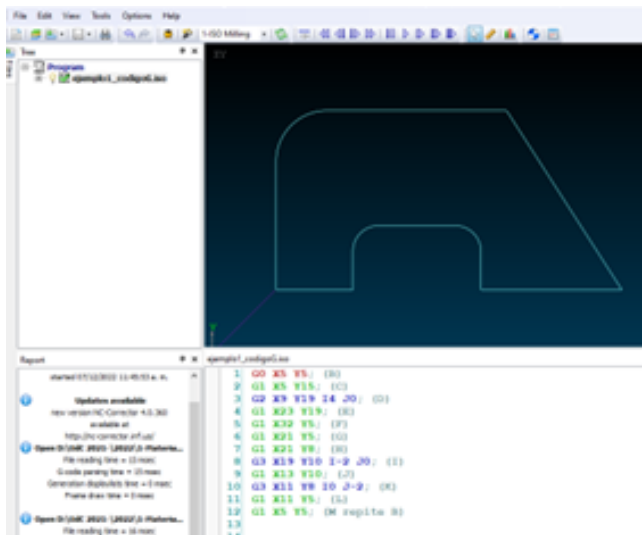 File Edit View Tools Options Help
1-ISO Milling
Tree
Program
ejemplo1_codigoG.iso
XY
Y
Report
started 07/12/2022 11:45:53 a. m.
Updates available
new version NC-Corrector 4.0.360
available at
http://nc-corrector.inf.ua/
File reading time = 15 msec
G-code parsing time = 15 msec
Generation displaylists time = 0 msec
Frame draw time = 0 msec
File reading time = 16 msec
ejemplo1_codigoG.iso
1 G0 X5 Y5; (B)
2 G1 X5 Y15; (C)
3 G2 X9 Y19 I4 J0; (D)
4 G1 X23 Y19; (E)
5 G1 X32 Y5; (F)
6 G1 X21 Y5; (G)
7 G1 X21 Y8; (H)
8 G3 X19 Y10 I-2 J0; (I)
9 G1 X13 Y10; (J)
10 G3 X11 Y8 I0 J-2; (K)
11 G1 X11 Y5; (L)
12 G1 X5 Y5; (M repite B)
13